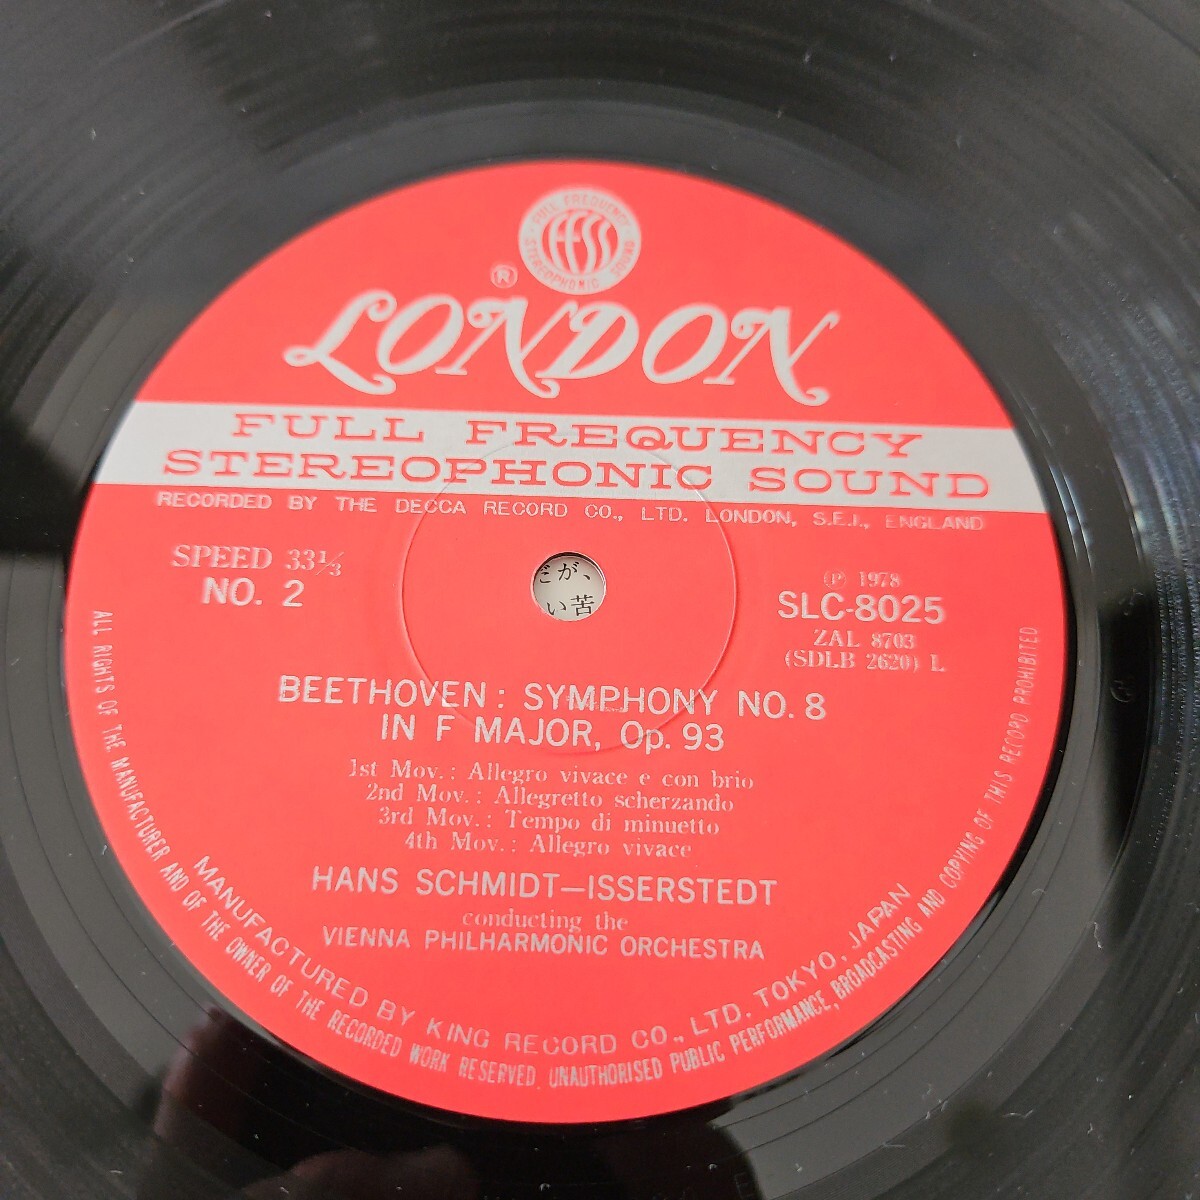 FULL FREQUENCY
FFSS
STEREOPHONIC SOUND
®
LONDON
FULL FREQUENCY
STEREOPHONIC SOUND
RECORDED BY THE DECCA RECORD CO., LTD. LONDON, S.E.I., ENGLAND
SPEED 33⅓
NO. 2
だが、
い苦
Ⓟ 1978
SLC-8025
ZAL 8703
(SDLB 2620) L
BEETHOVEN : SYMPHONY NO. 8
IN F MAJOR, Op. 93
1st Mov. : Allegro vivace e con brio
2nd Mov. : Allegretto scherzando
3rd Mov. : Tempo di minuetto
4th Mov. : Allegro vivace
HANS SCHMIDT—ISSERSTEDT
conducting the
VIENNA PHILHARMONIC ORCHESTRA
MANUFACTURED BY KING RECORD CO., LTD. TOKYO, JAPAN
ALL RIGHTS OF THE MANUFACTURER AND OF THE OWNER OF THE RECORDED WORK RESERVED. UNAUTHORISED PUBLIC PERFORMANCE, BROADCASTING AND COPYING OF THIS RECORD PROHIBITED